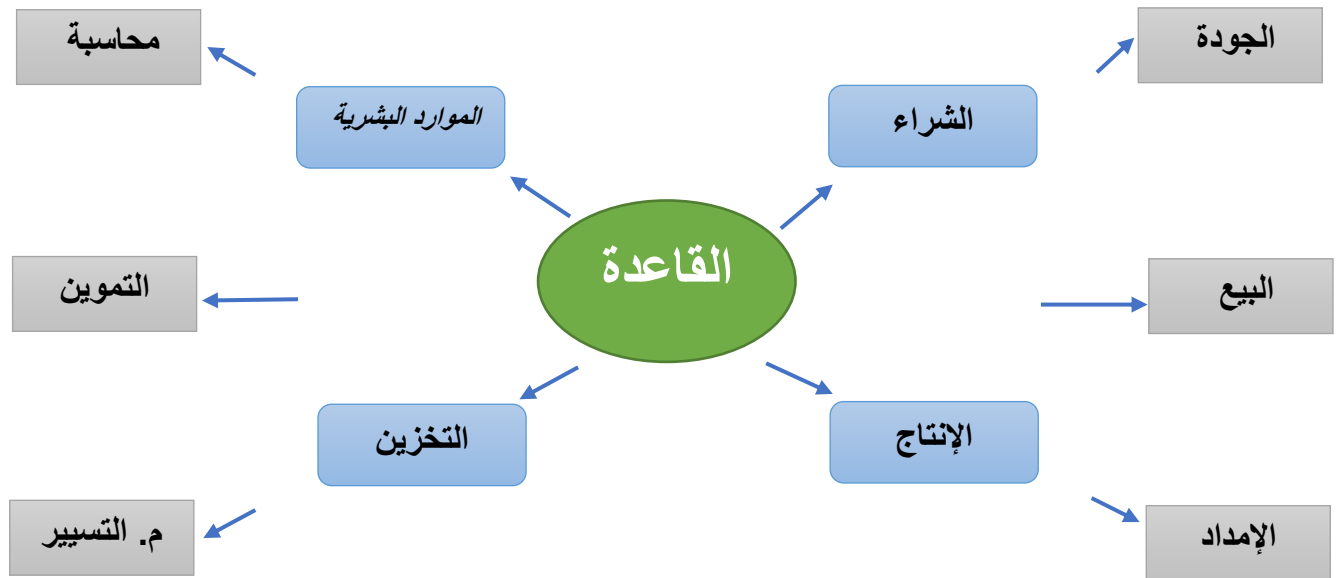 الجودة
محاسبة
الشراء
الموارد البشرية
القاعدة
البيع
التموين
الإنتاج
التخزين
الإمداد
م. التسيير